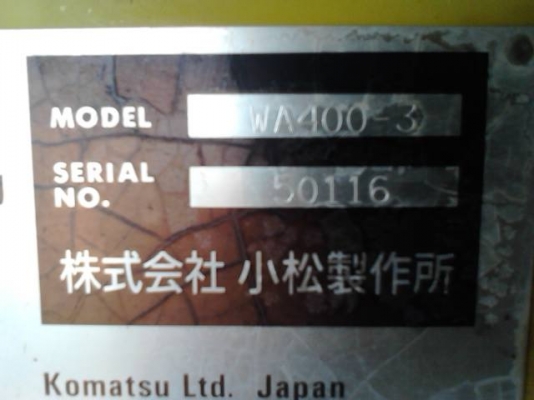 MODEL WA400-3
SERIAL
NO. 50116
株式会社 小松製作所
Komatsu Ltd. Japan